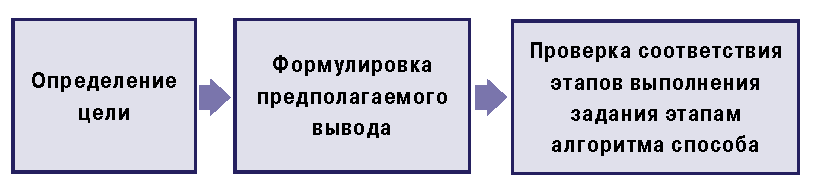 Определение
цели
Формулировка
предполагаемого
вывода
Проверка соответствия
этапов выполнения
задания этапам
алгоритма способа